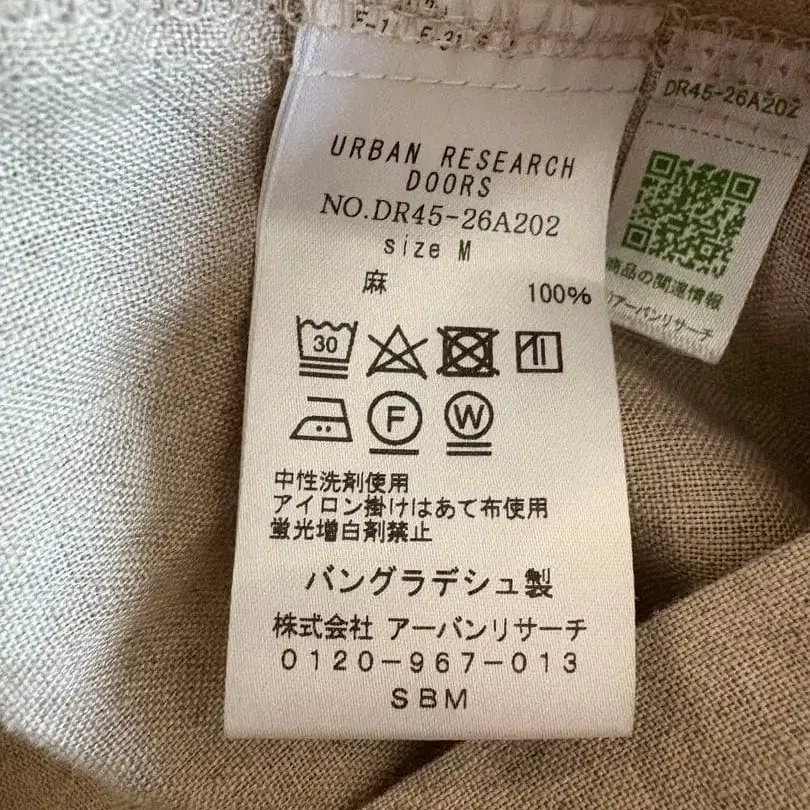 URBAN RESEARCH
DOORS
NO.DR45-26A202
size M
麻 100%
30
F
W
中性洗剤使用
アイロン掛けはあて布使用
蛍光増白剤禁止
バングラデシュ製
株式会社 アーバンリサーチ
0120-967-013
SBM
DR45-26A202
商品の関連情報
アーバンリサーチ